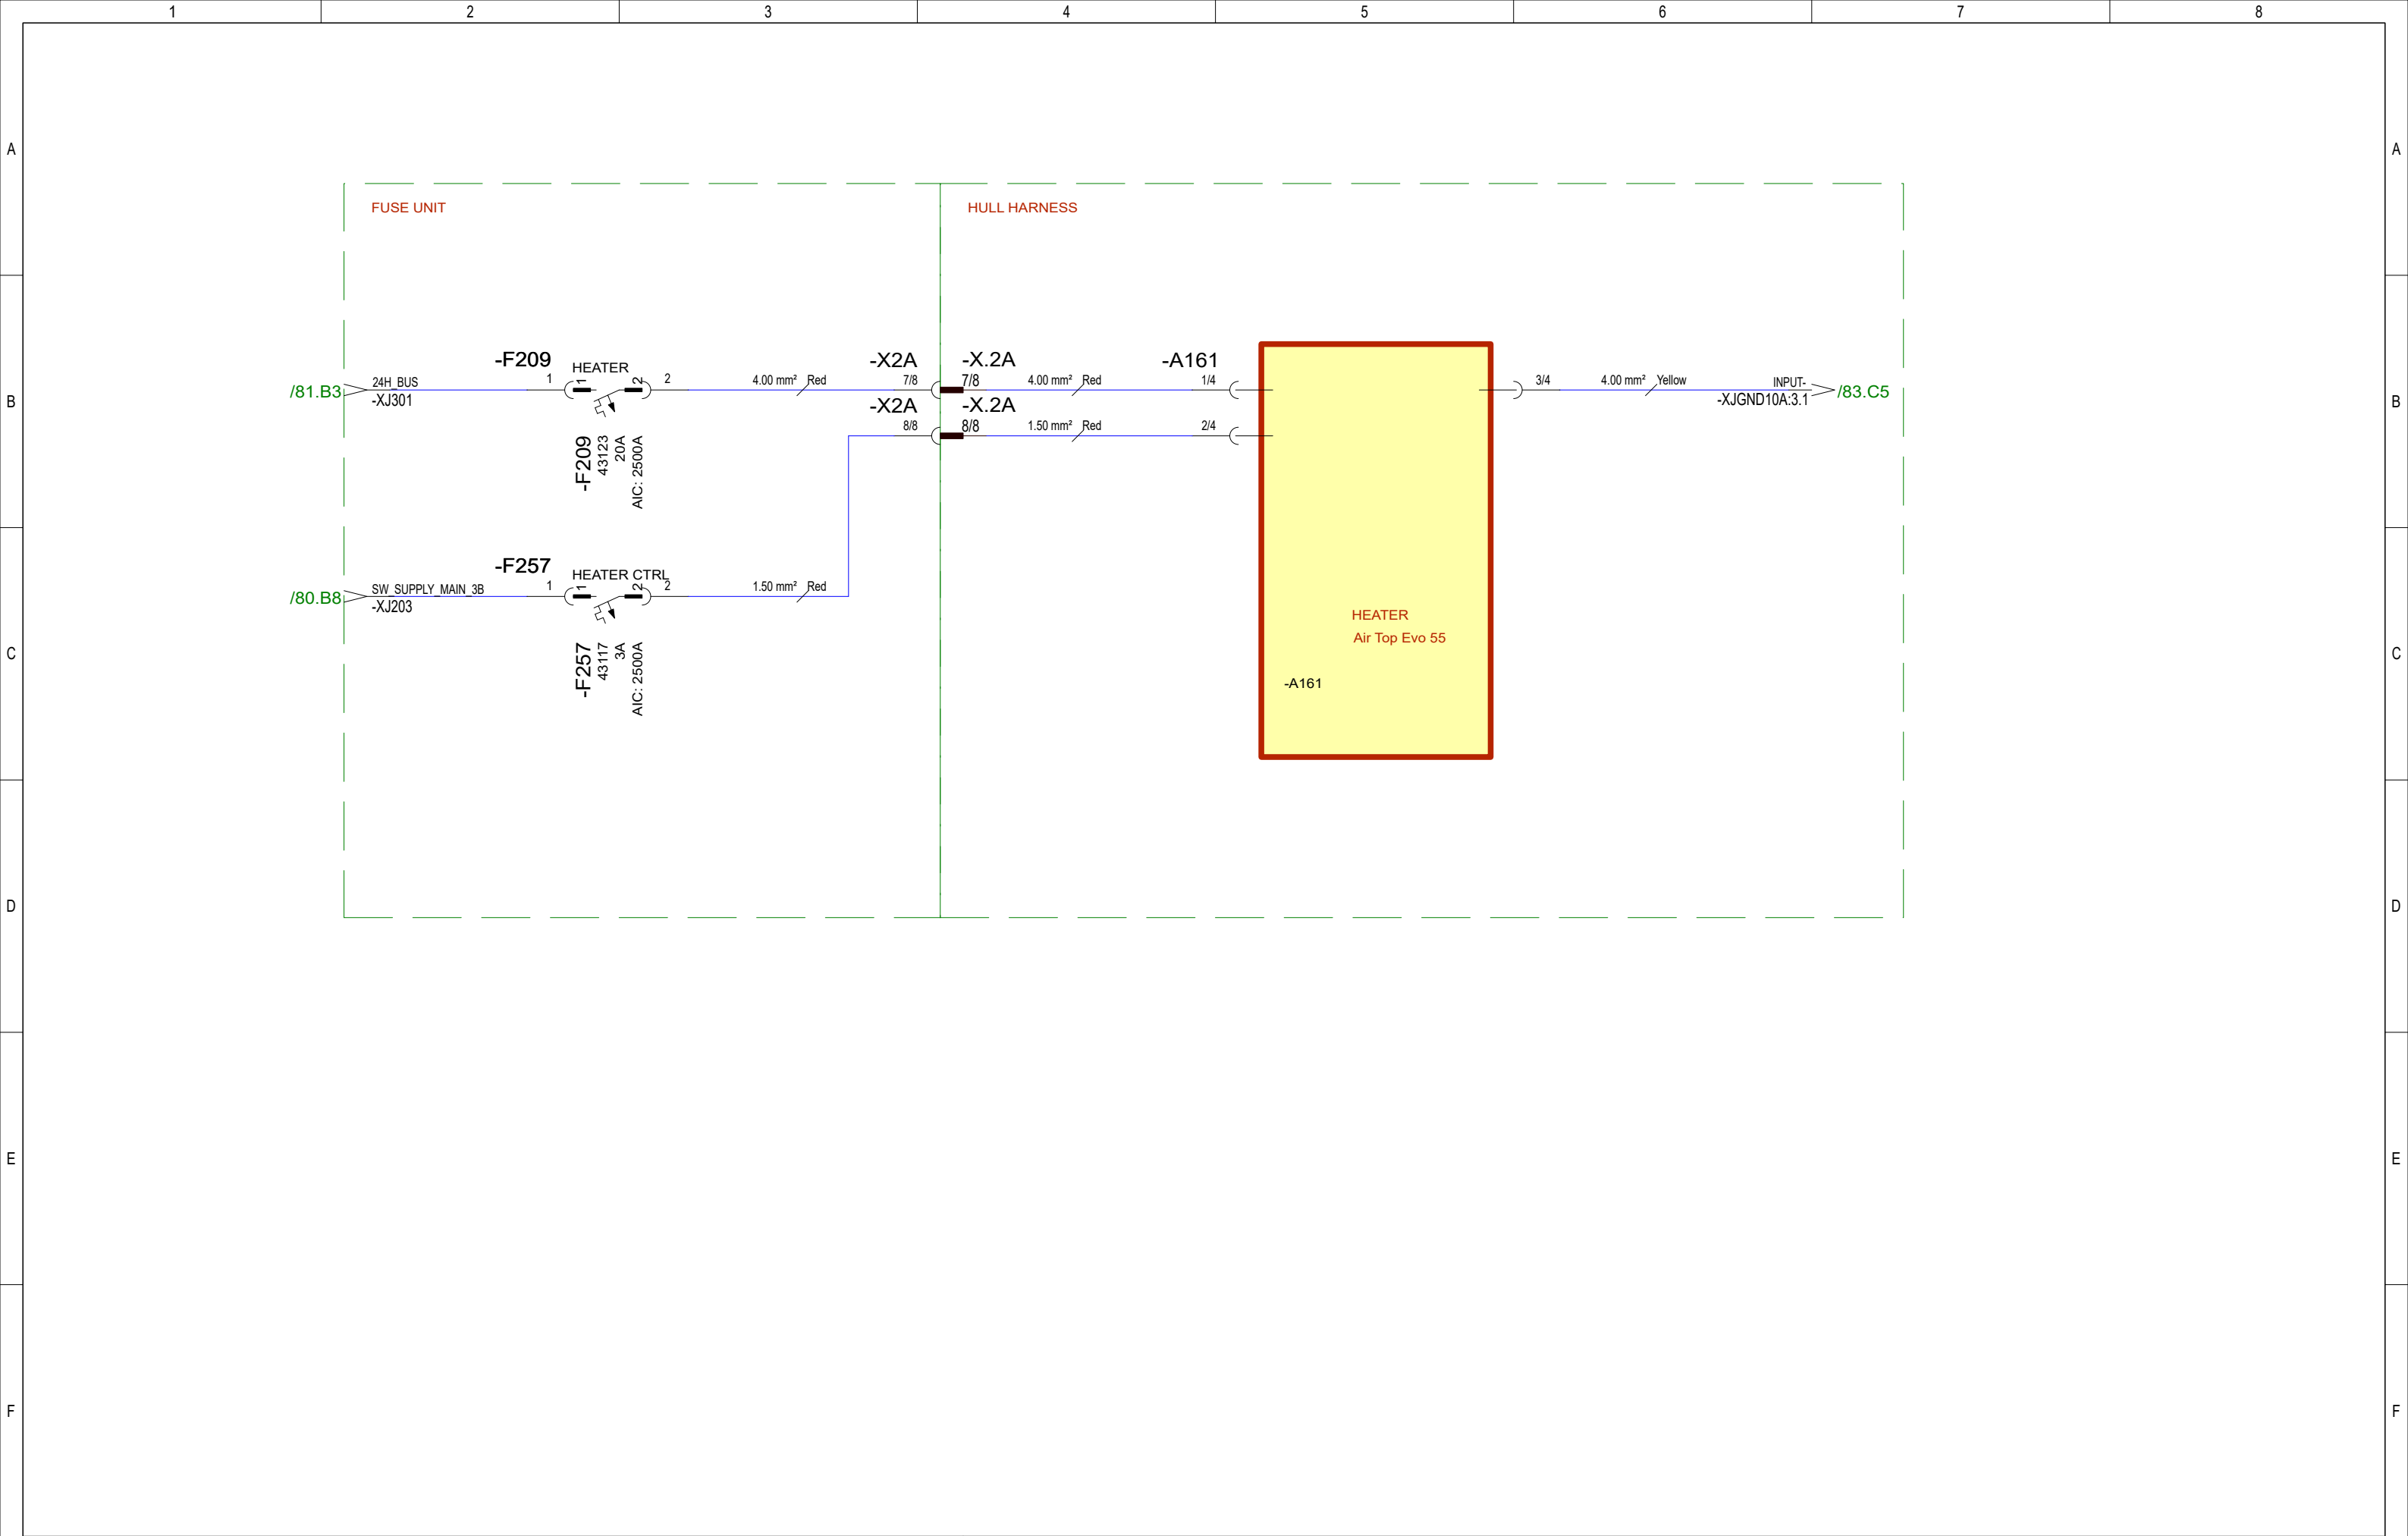 1 2 3 4 5 6 7 8
A A
FUSE UNIT HULL HARNESS
B B
-F209 HEATER -X2A -X.2A -A161
/81.B3 24H_BUS 1 1 2 2 4.00 mm² Red 7/8 7/8 4.00 mm² Red 1/4 3/4 4.00 mm² Yellow INPUT- /83.C5
-XJ301 -XJGND10A:3.1
-X2A -X.2A
8/8 8/8 1.50 mm² Red 2/4
-F209
43123
20A
AIC: 2500A
-F257 HEATER CTRL
/80.B8 SW_SUPPLY_MAIN_3B 1 1 2 2 1.50 mm² Red
-XJ203
-F257
43117
3A
AIC: 2500A
HEATER
Air Top Evo 55
C C
-A161
D D
E E
F F